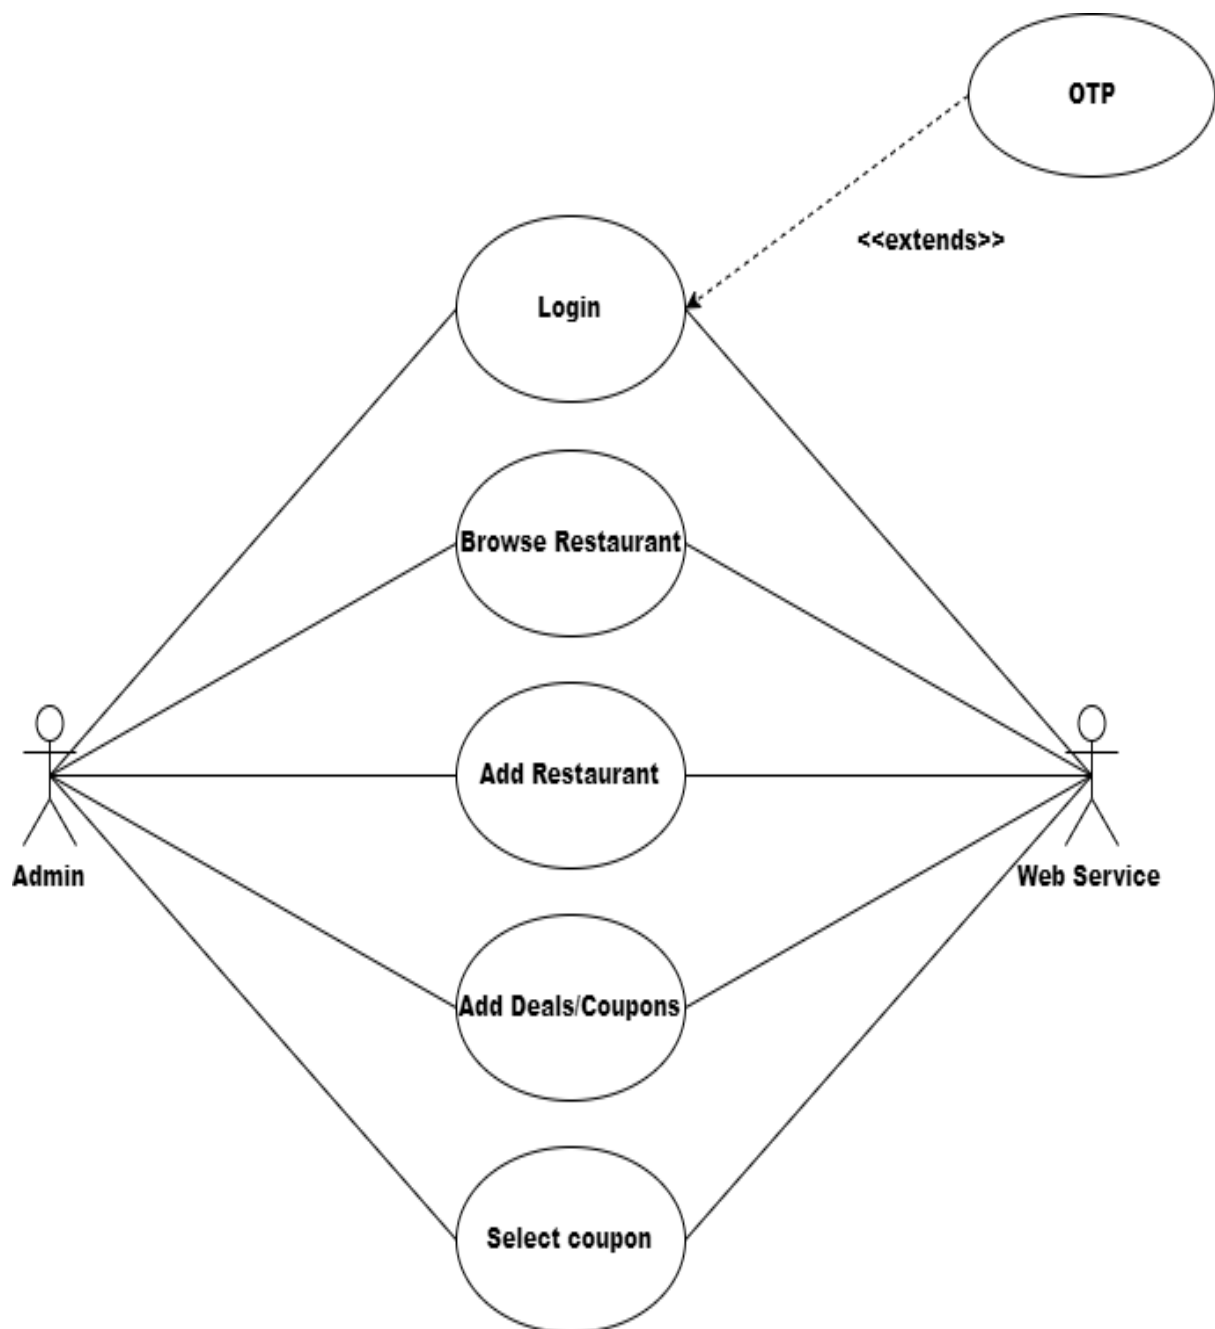 OTP
<<extends>>
Login
Browse Restaurant
Add Restaurant
Admin
Web Service
Add Deals/Coupons
Select coupon